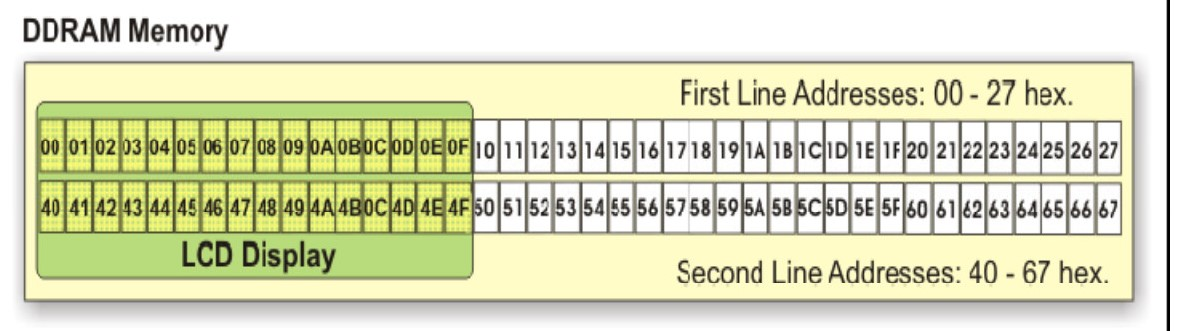 DDRAM Memory
First Line Addresses: 00 - 27 hex.
00 01 02 03 04 05 06 07 08 09 0A 0B 0C 0D 0E 0F 10 11 12 13 14 15 16 17 18 19 1A 1B 1C 1D 1E 1F 20 21 22 23 24 25 26 27
40 41 42 43 44 45 46 47 48 49 4A 4B 0C 4D 4E 4F 50 51 52 53 54 55 56 57 58 59 5A 5B 5C 5D 5E 5F 60 61 62 63 64 65 66 67
LCD Display
Second Line Addresses: 40 - 67 hex.